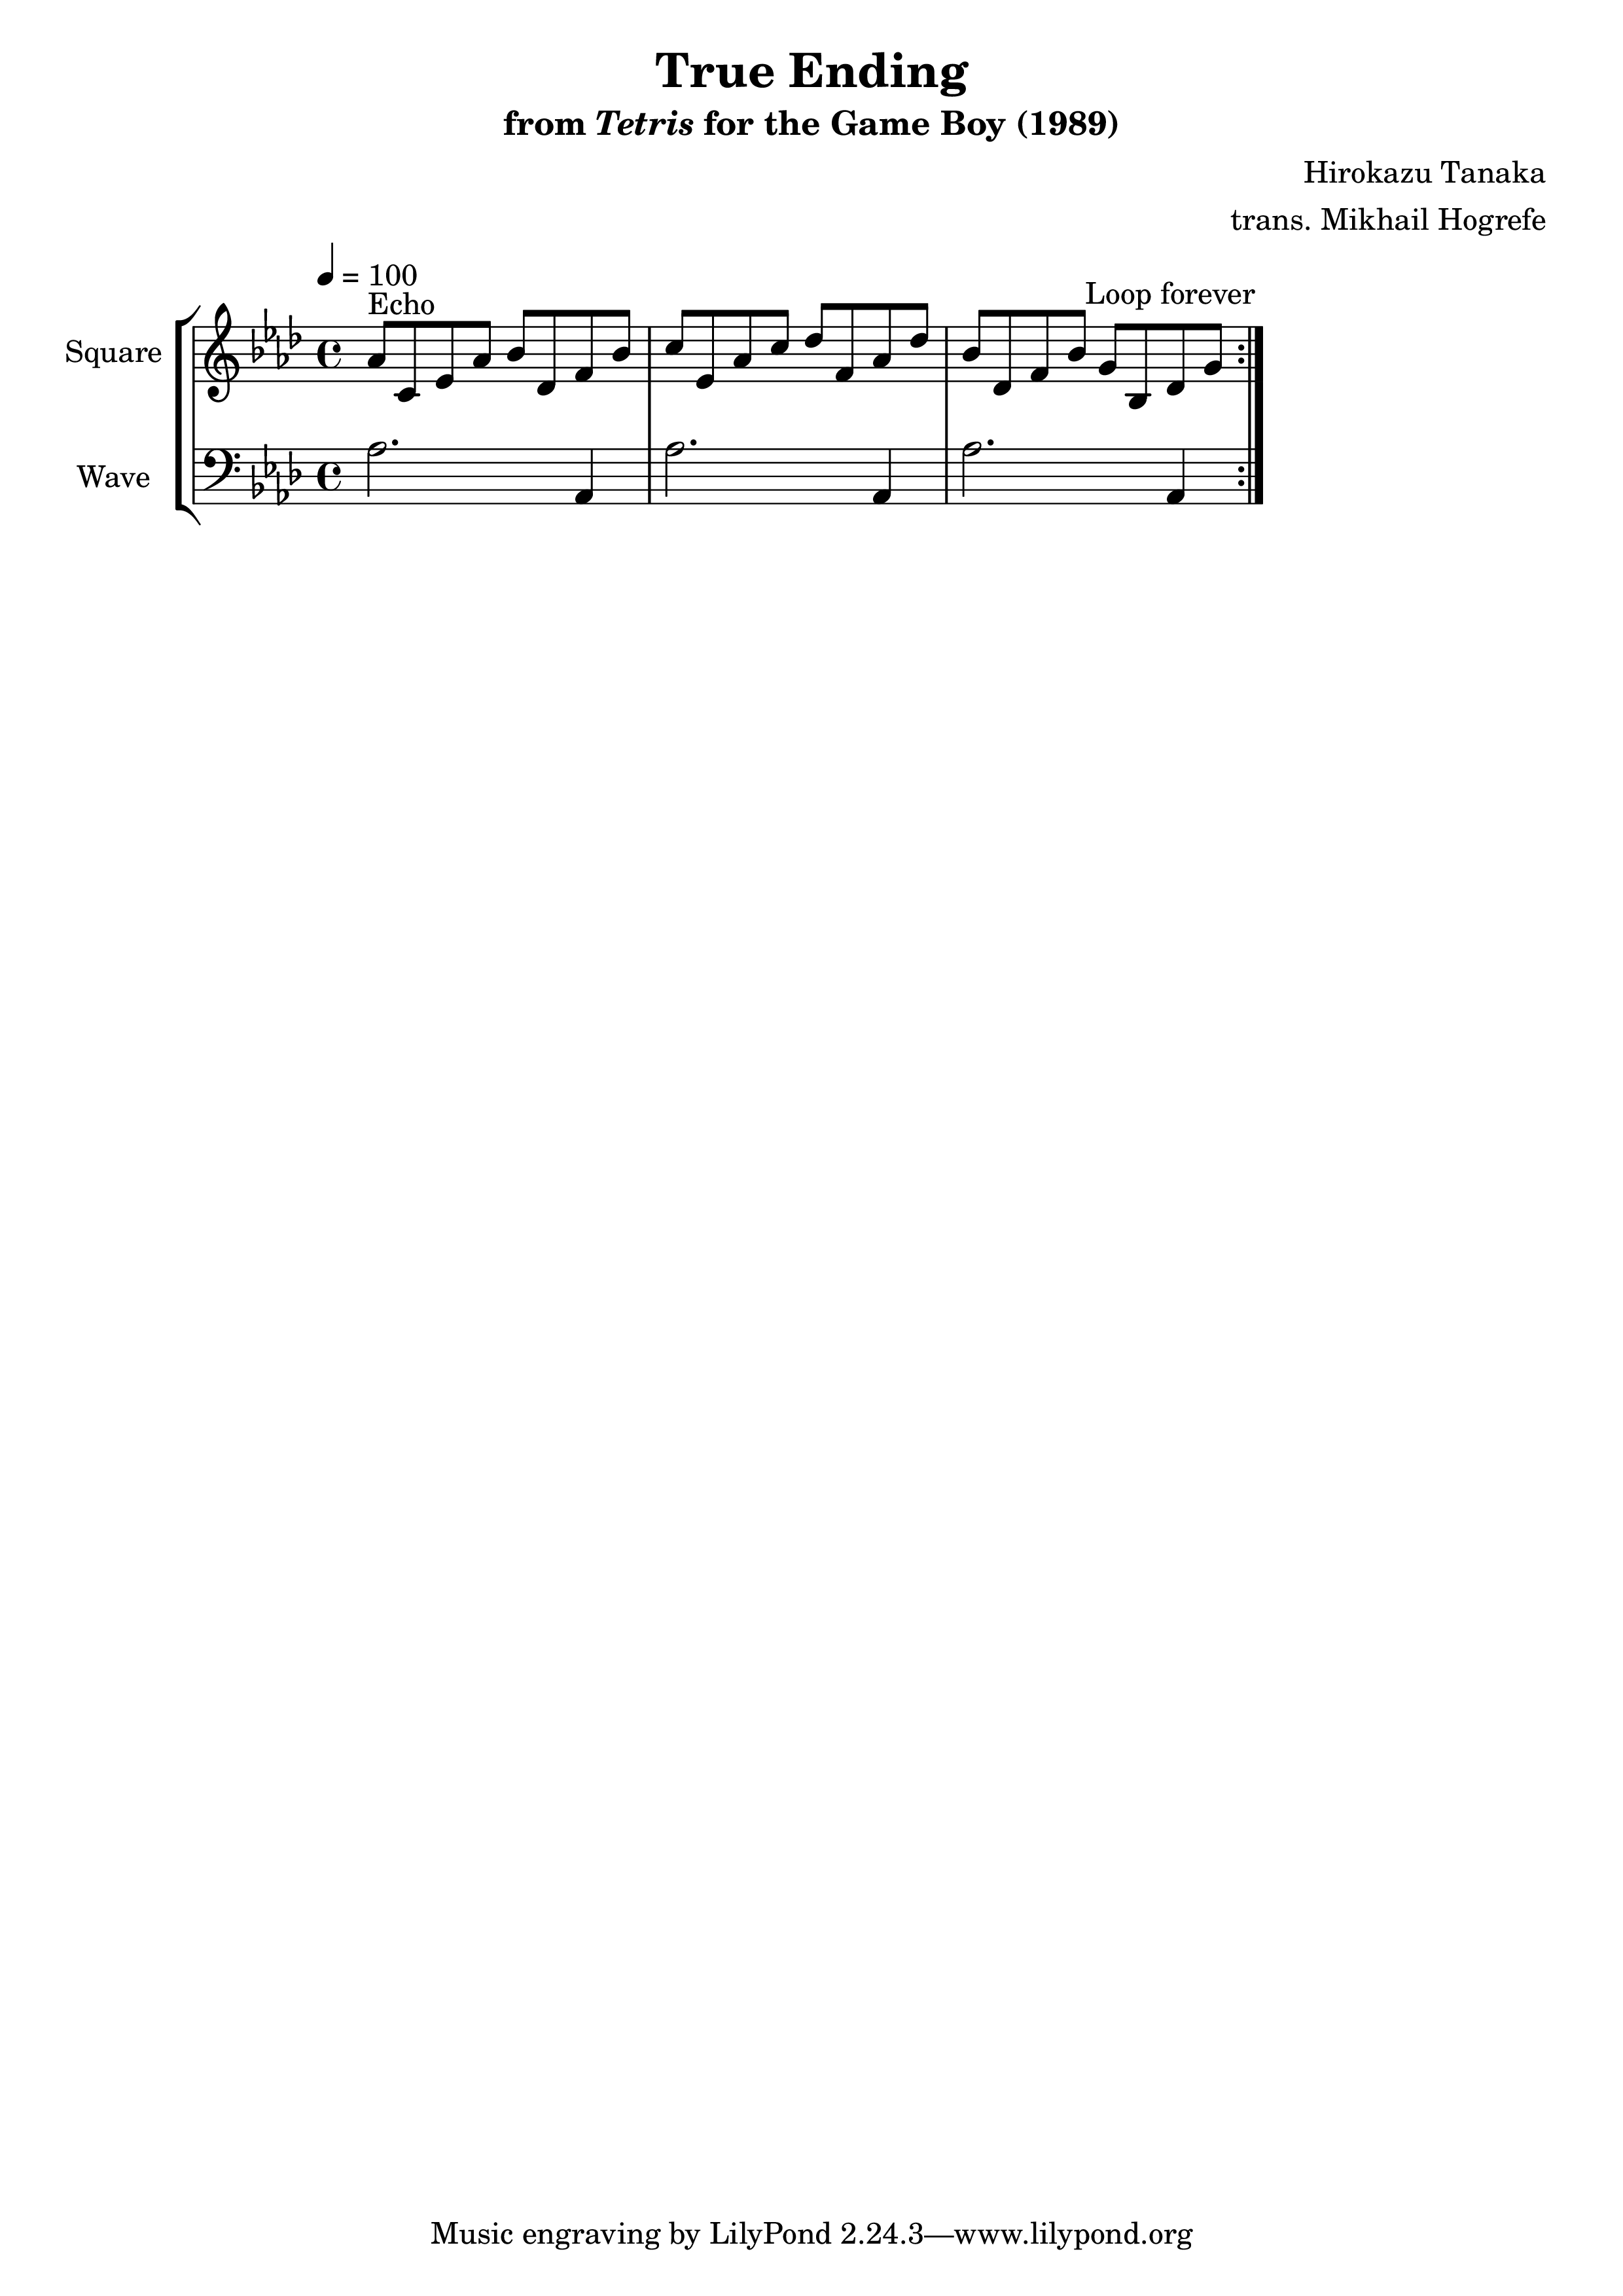 True Ending
from Tetris for the Game Boy (1989)
Hirokazu Tanaka
trans. Mikhail Hogrefe
= 100
Echo
Loop forever
Square
Wave
Music engraving by LilyPond 2.24.3—www.lilypond.org